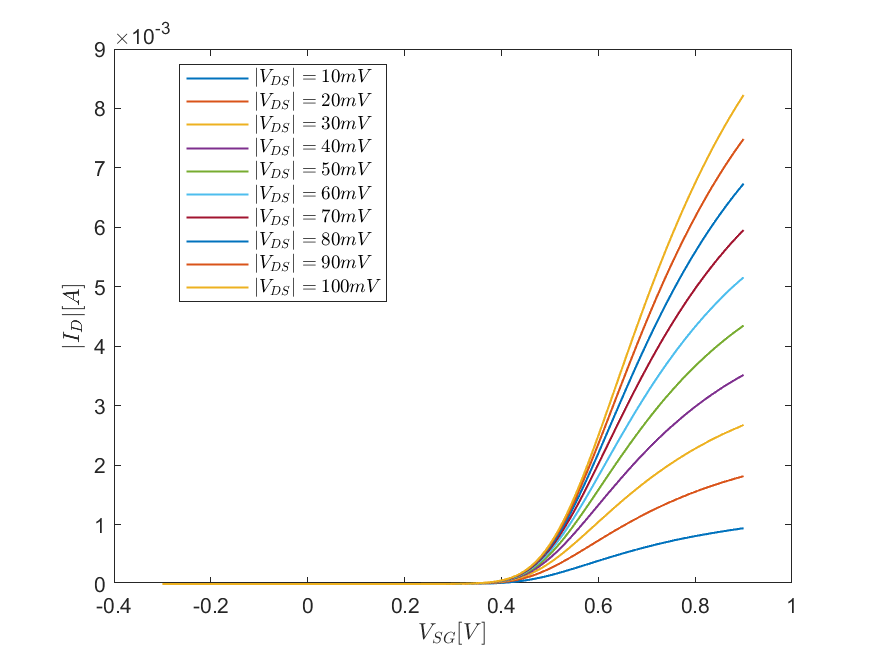 ×10⁻³
9
8
7
6
5
4
3
2
1
0
|I_D|[A]
|V_DS| = 10mV
|V_DS| = 20mV
|V_DS| = 30mV
|V_DS| = 40mV
|V_DS| = 50mV
|V_DS| = 60mV
|V_DS| = 70mV
|V_DS| = 80mV
|V_DS| = 90mV
|V_DS| = 100mV
-0.4 -0.2 0 0.2 0.4 0.6 0.8 1
V_SG[V]